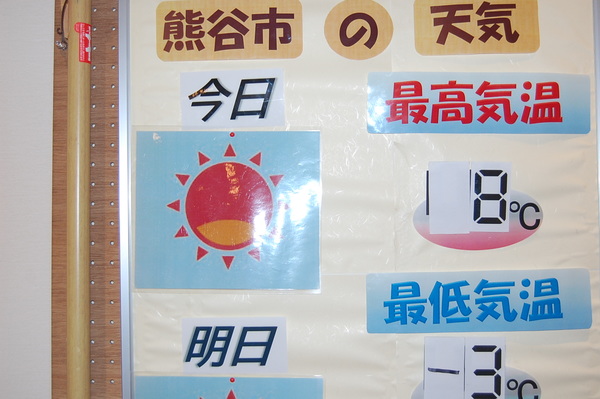 熊谷市 の 天気
今日
最高気温
8℃
最低気温
明日
-3℃